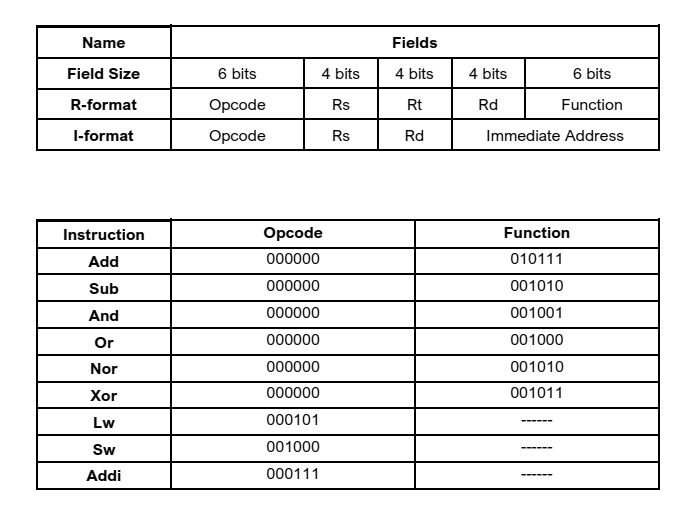 Name Fields
Field Size 6 bits 4 bits 4 bits 4 bits 6 bits
R-format Opcode Rs Rt Rd Function
I-format Opcode Rs Rd Immediate Address
Instruction Opcode Function
Add 000000 010111
Sub 000000 001010
And 000000 001001
Or 000000 001000
Nor 000000 001010
Xor 000000 001011
Lw 000101 ------
Sw 001000 ------
Addi 000111 ------